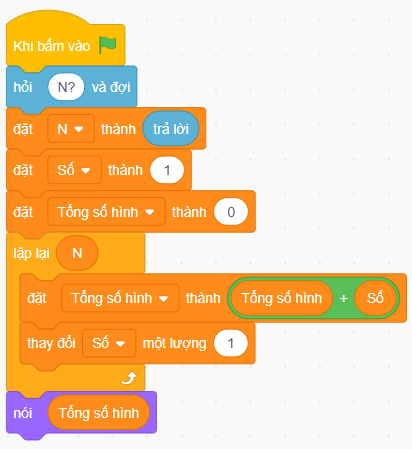 Khi bấm vào
hỏi N? và đợi
đặt N thành trả lời
đặt Số thành 1
đặt Tổng số hình thành 0
lặp lại N
đặt Tổng số hình thành Tổng số hình + Số
thay đổi Số một lượng 1
nói Tổng số hình